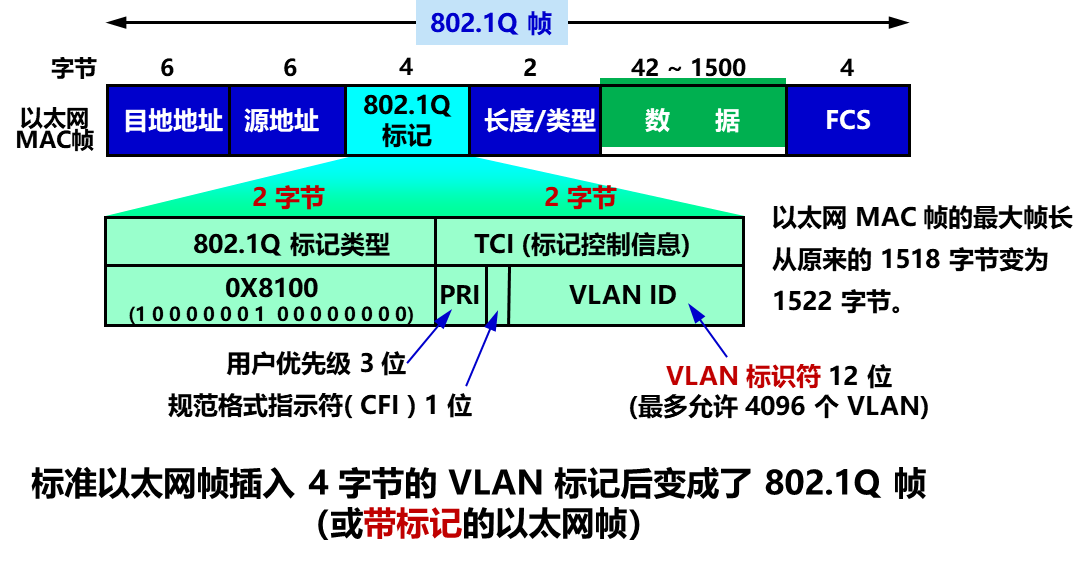 802.1Q 帧
字节 6 6 4 2 42 ~ 1500 4
以太网
MAC帧
目地地址 源地址 802.1Q 标记 长度/类型 数 据 FCS
2 字节 2 字节
802.1Q 标记类型 TCI (标记控制信息)
0X8100
(1 0 0 0 0 0 0 1 0 0 0 0 0 0 0 0)
PRI VLAN ID
以太网 MAC 帧的最大帧长
从原来的 1518 字节变为
1522 字节。
用户优先级 3 位
规范格式指示符( CFI ) 1 位
VLAN 标识符 12 位
(最多允许 4096 个 VLAN)
标准以太网帧插入 4 字节的 VLAN 标记后变成了 802.1Q 帧
(或带标记的以太网帧)